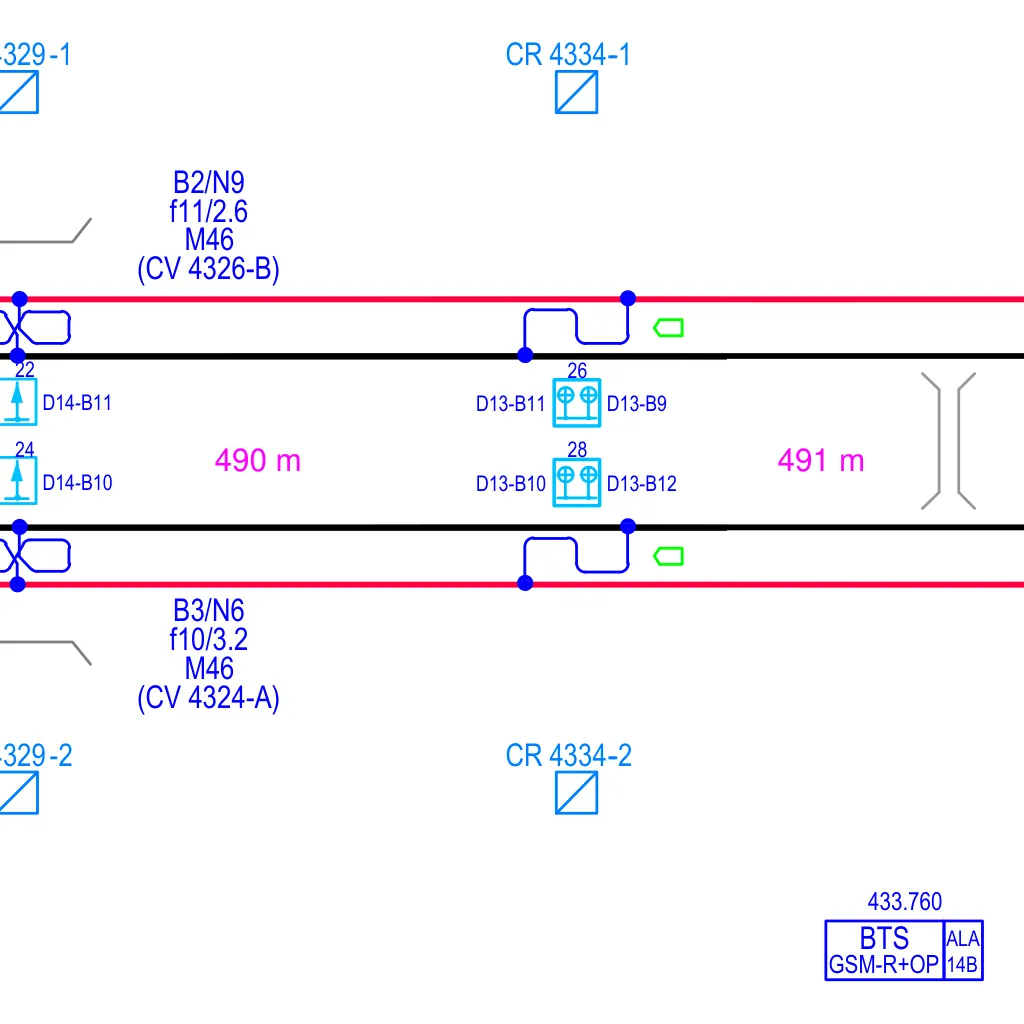 329-1
CR 4334-1
B2/N9
f11/2.6
M46
(CV 4326-B)
22
D14-B11
26
D13-B11
D13-B9
24
D14-B10
490 m
28
D13-B10
D13-B12
491 m
B3/N6
f10/3.2
M46
(CV 4324-A)
329-2
CR 4334-2
433.760
BTS
GSM-R+OP
ALA
14B